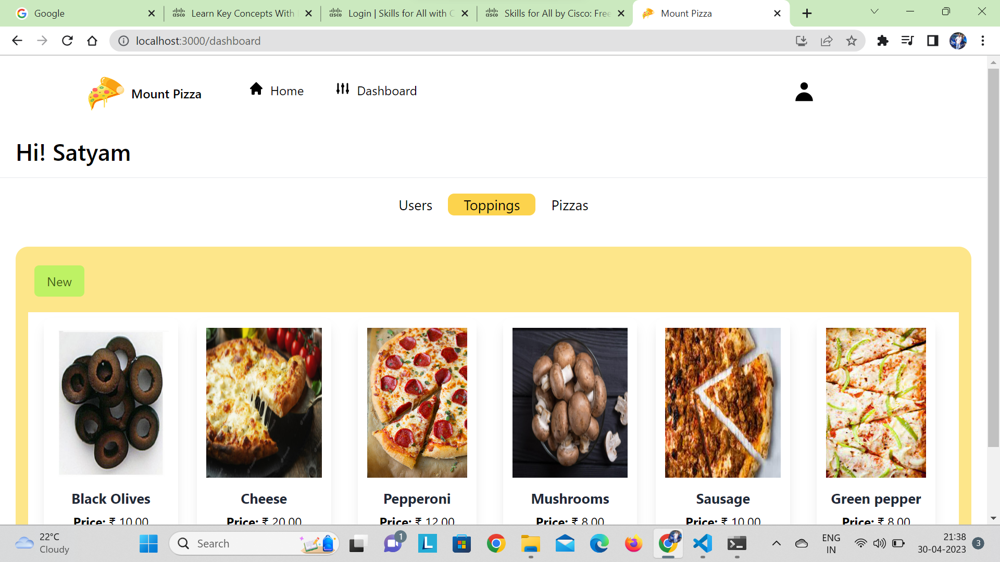 Google
Learn Key Concepts With
Login | Skills for All with C
Skills for All by Cisco: Free
Mount Pizza
localhost:3000/dashboard
Mount Pizza
Home
Dashboard
Hi! Satyam
Users
Toppings
Pizzas
New
Black Olives
Cheese
Pepperoni
Mushrooms
Sausage
Green pepper
Price: ₹ 10.00
Price: ₹ 20.00
Price: ₹ 12.00
Price: ₹ 8.00
Price: ₹ 10.00
Price: ₹ 8.00
22°C
Cloudy
Search
1
L
ENG
IN
21:38
30-04-2023
3